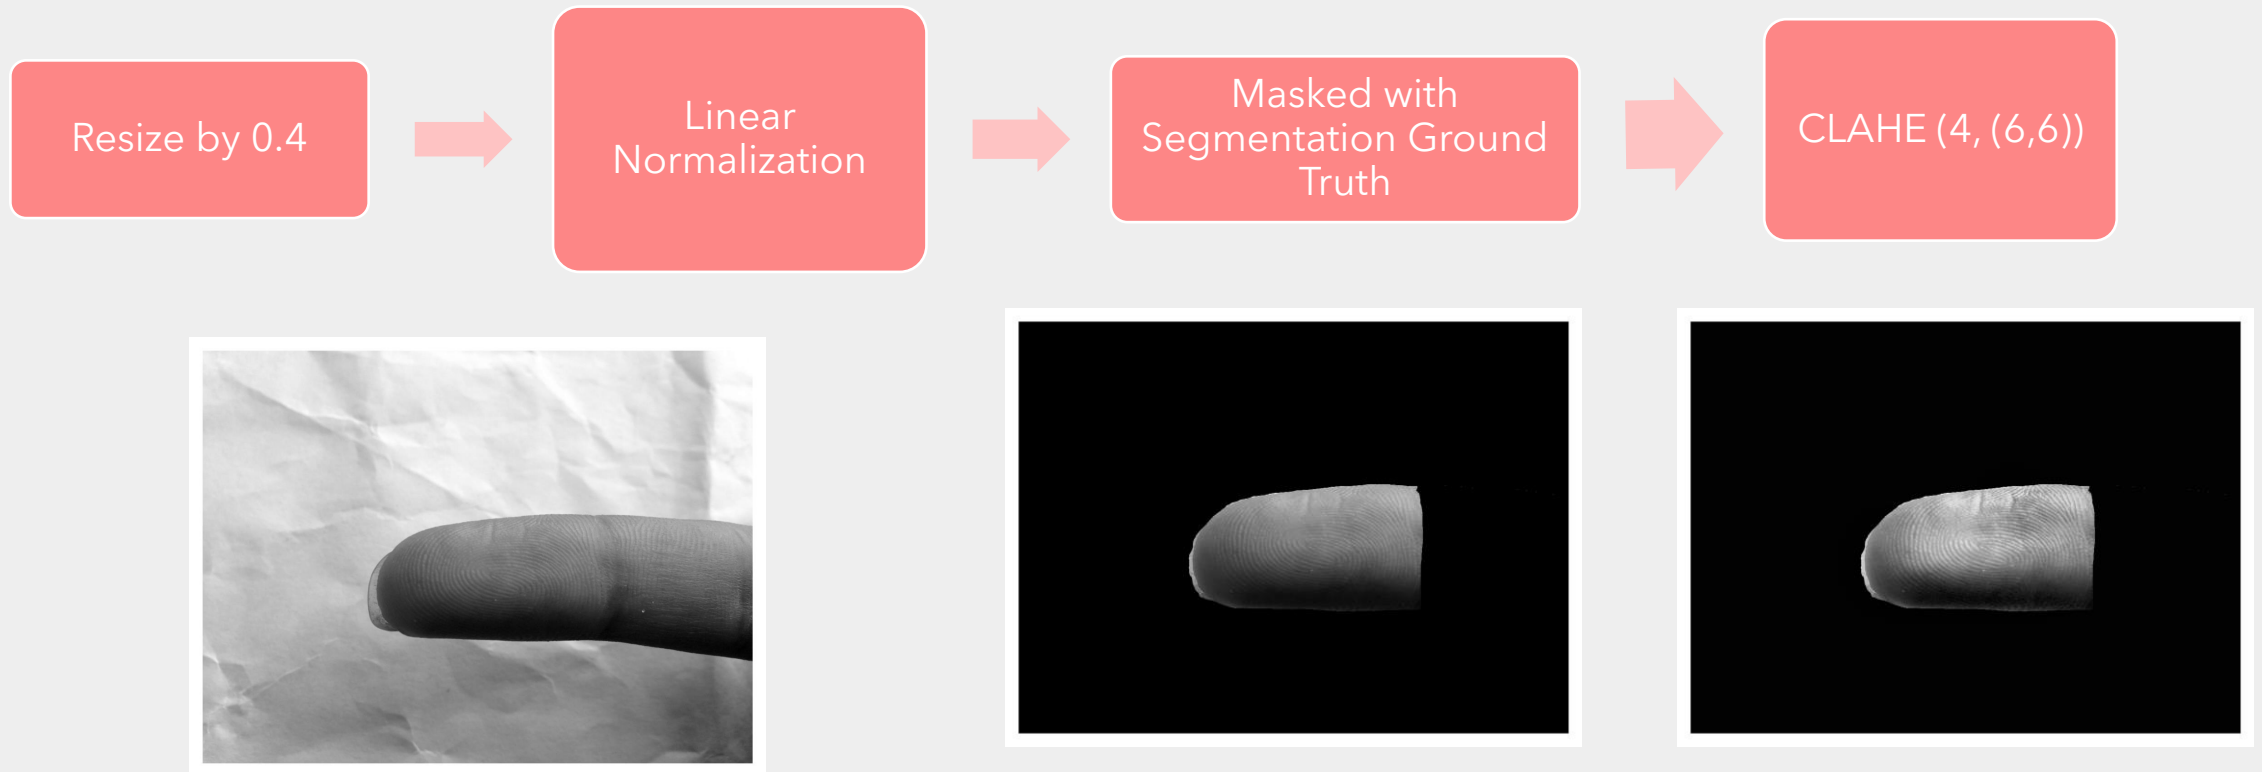 Resize by 0.4
Linear
Normalization
Masked with
Segmentation Ground
Truth
CLAHE (4, (6,6))